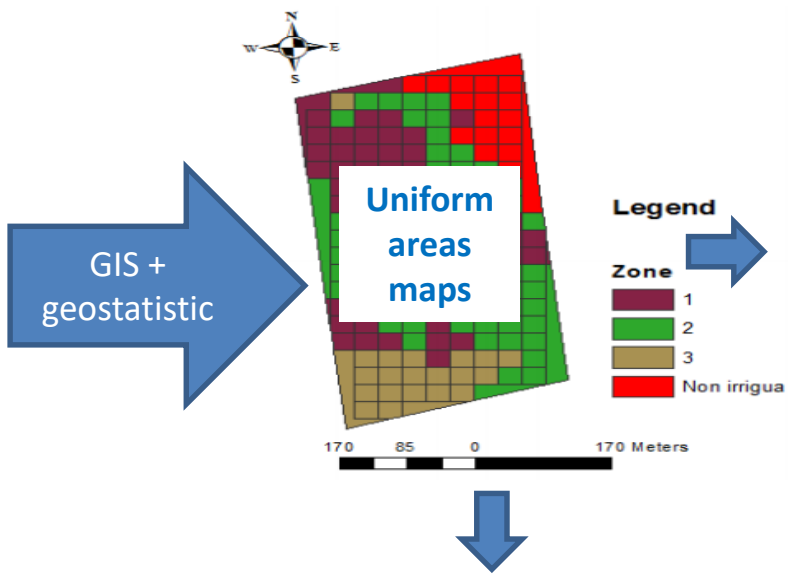 N
W E
S
GIS +
geostatistic
Uniform
areas
maps
Legend
Zone
1
2
3
Non irrigua
170 85 0 170 Meters